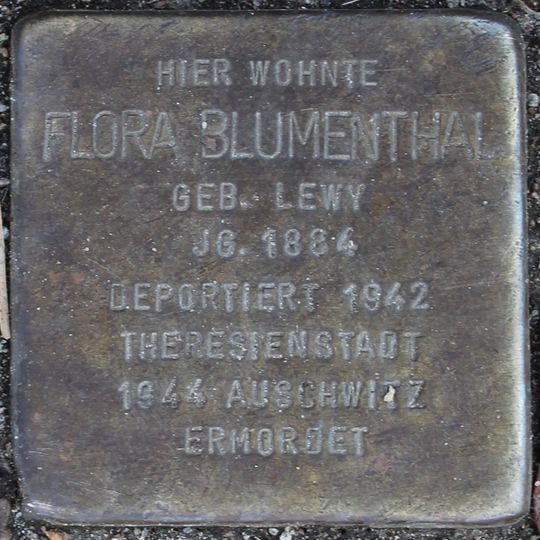 HIER WOHNTE
FLORA BLUMENTHAL
GEB. LEWY
JG. 1884
DEPORTIERT 1942
THERESIENSTADT
1944 AUSCHWITZ
ERMORDET